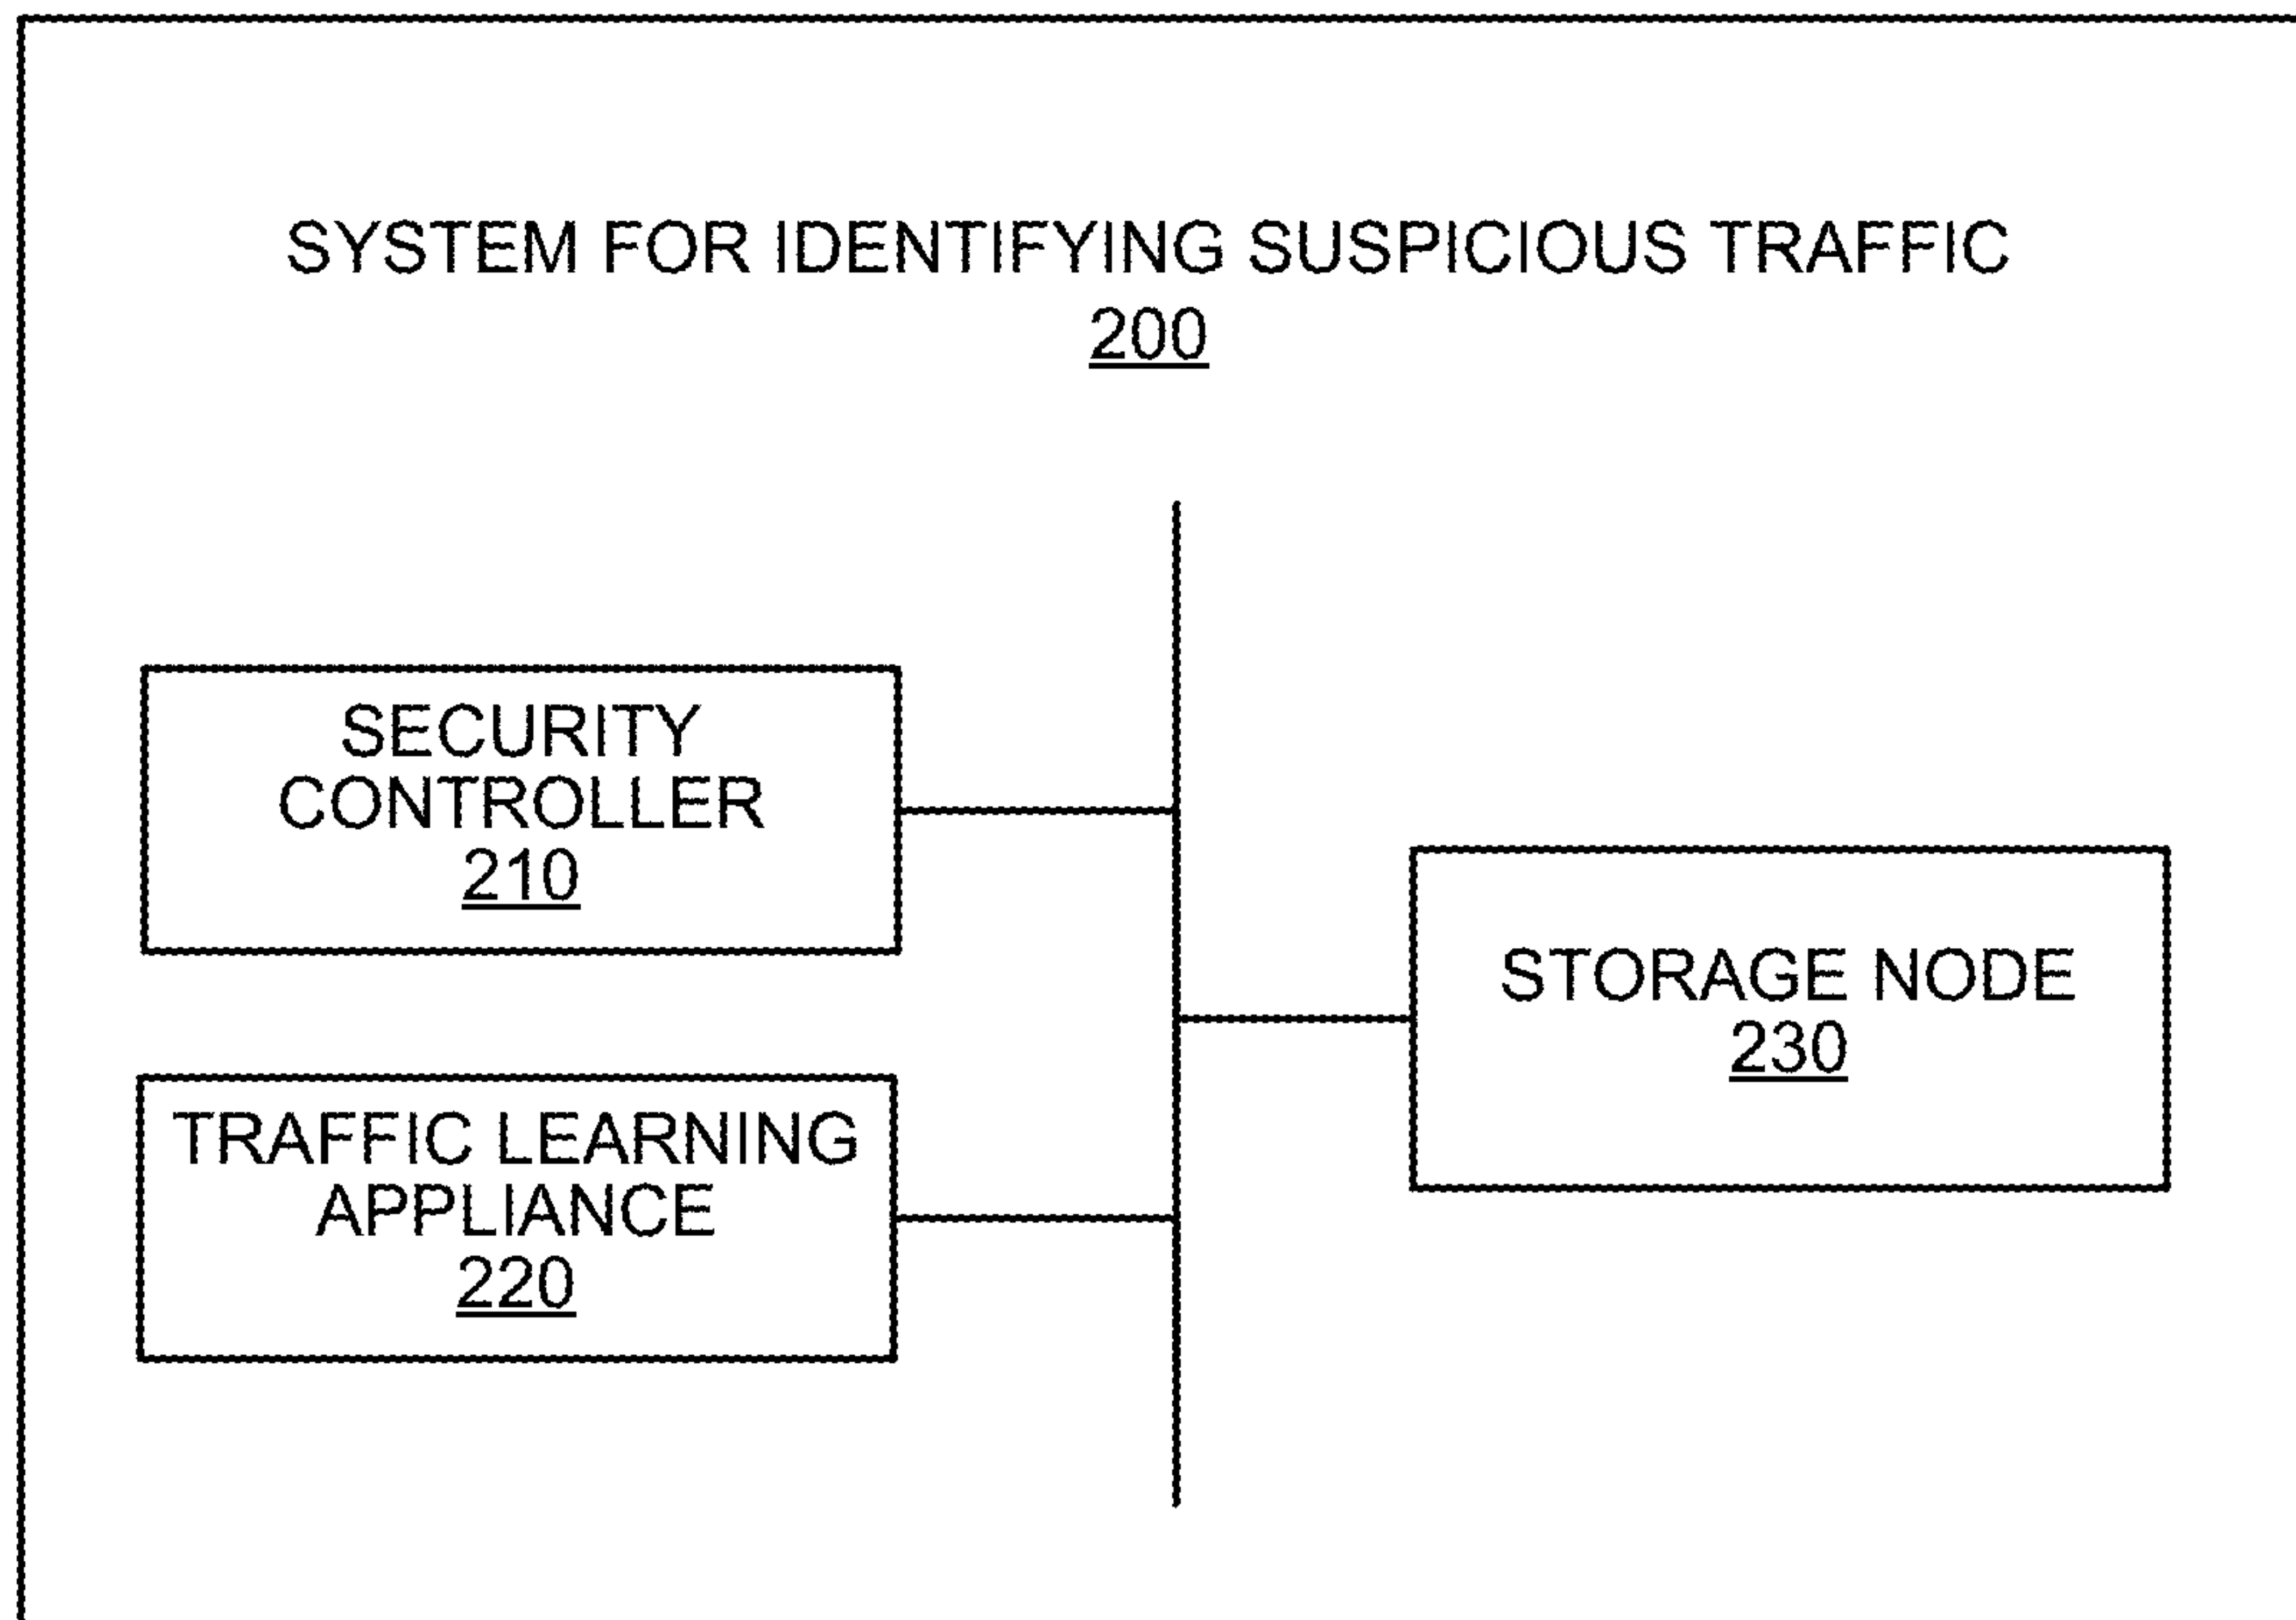 SYSTEM FOR IDENTIFYING SUSPICIOUS TRAFFIC
200
SECURITY
CONTROLLER
210
TRAFFIC LEARNING
APPLIANCE
220
STORAGE NODE
230